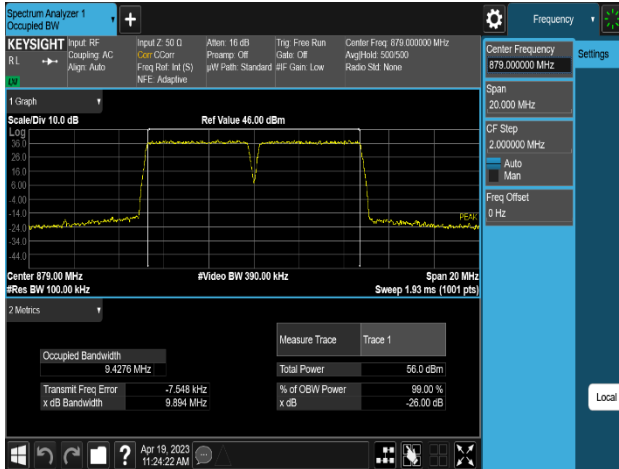 Spectrum Analyzer 1
Occupied BW
+
Frequency
KEYSIGHT
RL
LW
Input: RF
Coupling: AC
Align: Auto
Input Z: 50 Ω
Corr CCorr
Freq Ref: Int (S)
NFE: Adaptive
Atten: 16 dB
Preamp: Off
µW Path: Standard
Trig: Free Run
Gate: Off
#IF Gain: Low
Center Freq: 879.000000 MHz
Avg|Hold: 500/500
Radio Std: None
Center Frequency
879.000000 MHz
Settings
Span
20.000 MHz
CF Step
2.000000 MHz
Auto
Man
Freq Offset
0 Hz
Local
1 Graph
Scale/Div 10.0 dB
Ref Value 46.00 dBm
Log
36.0
26.0
16.0
6.00
-4.00
-14.0
-24.0
-34.0
-44.0
PEAK
Center 879.00 MHz
#Video BW 390.00 kHz
Span 20 MHz
#Res BW 100.00 kHz
Sweep 1.93 ms (1001 pts)
2 Metrics
Measure Trace
Trace 1
Occupied Bandwidth
9.4276 MHz
Total Power
56.0 dBm
Transmit Freq Error
-7.548 kHz
% of OBW Power
99.00 %
x dB Bandwidth
9.894 MHz
x dB
-26.00 dB
?
Apr 19, 2023
11:24:22 AM